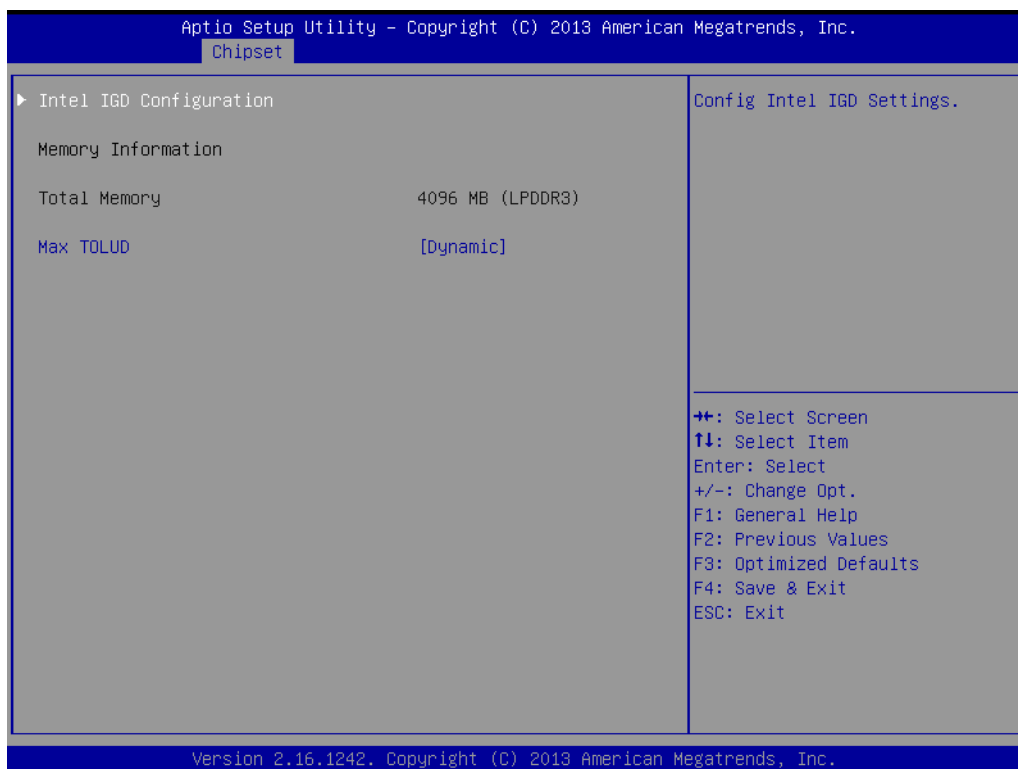 Aptio Setup Utility – Copyright (C) 2013 American Megatrends, Inc.
Chipset
▶ Intel IGD Configuration
Memory Information
Total Memory 4096 MB (LPDDR3)
Max TOLUD [Dynamic]
Config Intel IGD Settings.
→←: Select Screen
↑↓: Select Item
Enter: Select
+/-: Change Opt.
F1: General Help
F2: Previous Values
F3: Optimized Defaults
F4: Save & Exit
ESC: Exit
Version 2.16.1242. Copyright (C) 2013 American Megatrends, Inc.